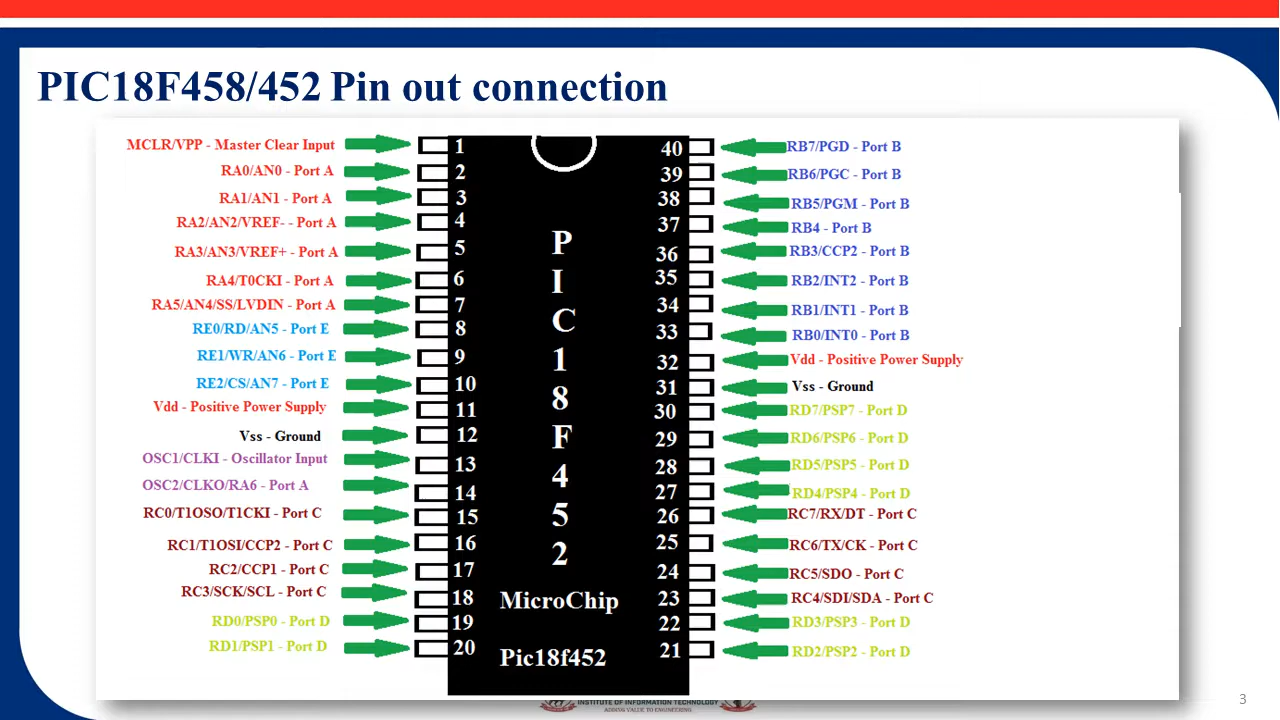 PIC18F458/452 Pin out connection
MCLR/VPP - Master Clear Input
RA0/AN0 - Port A
RA1/AN1 - Port A
RA2/AN2/VREF- - Port A
RA3/AN3/VREF+ - Port A
RA4/T0CKI - Port A
RA5/AN4/SS/LVDIN - Port A
RE0/RD/AN5 - Port E
RE1/WR/AN6 - Port E
RE2/CS/AN7 - Port E
Vdd - Positive Power Supply
Vss - Ground
OSC1/CLKI - Oscillator Input
OSC2/CLKO/RA6 - Port A
RC0/T1OSO/T1CKI - Port C
RC1/T1OSI/CCP2 - Port C
RC2/CCP1 - Port C
RC3/SCK/SCL - Port C
RD0/PSP0 - Port D
RD1/PSP1 - Port D
1
2
3
4
5
6
7
8
9
10
11
12
13
14
15
16
17
18
19
20
P
I
C
1
8
F
4
5
2
MicroChip
Pic18f452
40
39
38
37
36
35
34
33
32
31
30
29
28
27
26
25
24
23
22
21
RB7/PGD - Port B
RB6/PGC - Port B
RB5/PGM - Port B
RB4 - Port B
RB3/CCP2 - Port B
RB2/INT2 - Port B
RB1/INT1 - Port B
RB0/INT0 - Port B
Vdd - Positive Power Supply
Vss - Ground
RD7/PSP7 - Port D
RD6/PSP6 - Port D
RD5/PSP5 - Port D
RD4/PSP4 - Port D
RC7/RX/DT - Port C
RC6/TX/CK - Port C
RC5/SDO - Port C
RC4/SDI/SDA - Port C
RD3/PSP3 - Port D
RD2/PSP2 - Port D
INSTITUTE OF INFORMATION TECHNOLOGY
ADDING VALUE TO ENGINEERING
3